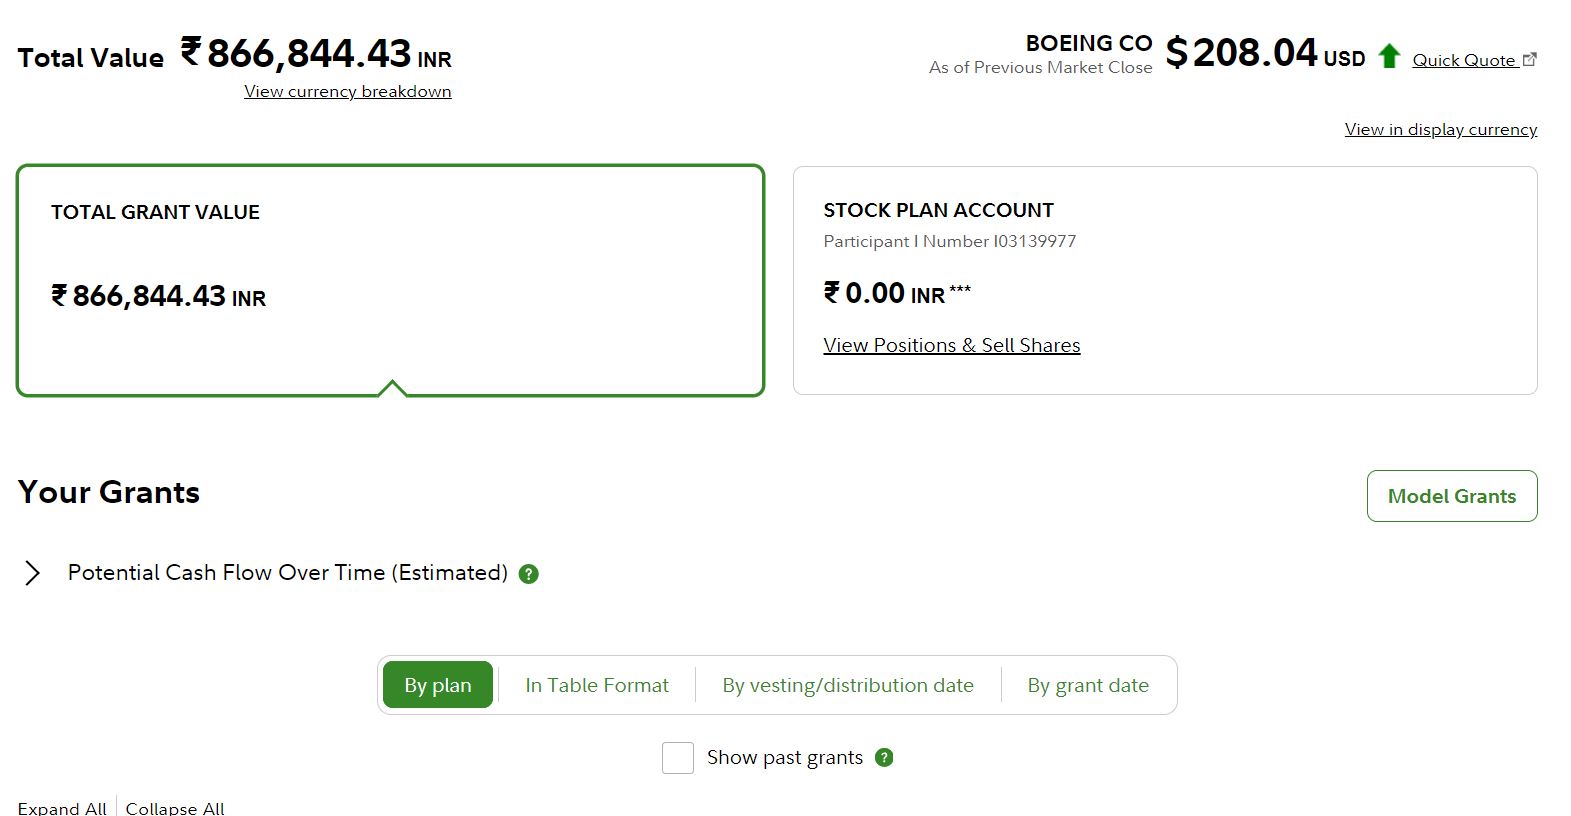 Total Value ₹866,844.43 INR
View currency breakdown
BOEING CO $208.04 USD Quick Quote
As of Previous Market Close
View in display currency
TOTAL GRANT VALUE
₹866,844.43 INR
STOCK PLAN ACCOUNT
Participant I Number I03139977
₹0.00 INR ***
View Positions & Sell Shares
Your Grants
Model Grants
Potential Cash Flow Over Time (Estimated) ?
By plan
In Table Format
By vesting/distribution date
By grant date
Show past grants ?
Expand All
Collapse All